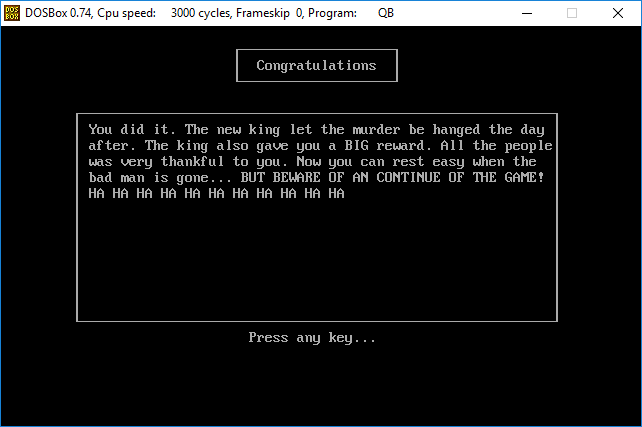 DOSBox 0.74, Cpu speed: 3000 cycles, Frameskip 0, Program: QB
Congratulations
You did it. The new king let the murder be hanged the day
after. The king also gave you a BIG reward. All the people
was very thankful to you. Now you can rest easy when the
bad man is gone... BUT BEWARE OF AN CONTINUE OF THE GAME!
HA HA HA HA HA HA HA HA HA HA HA
Press any key...